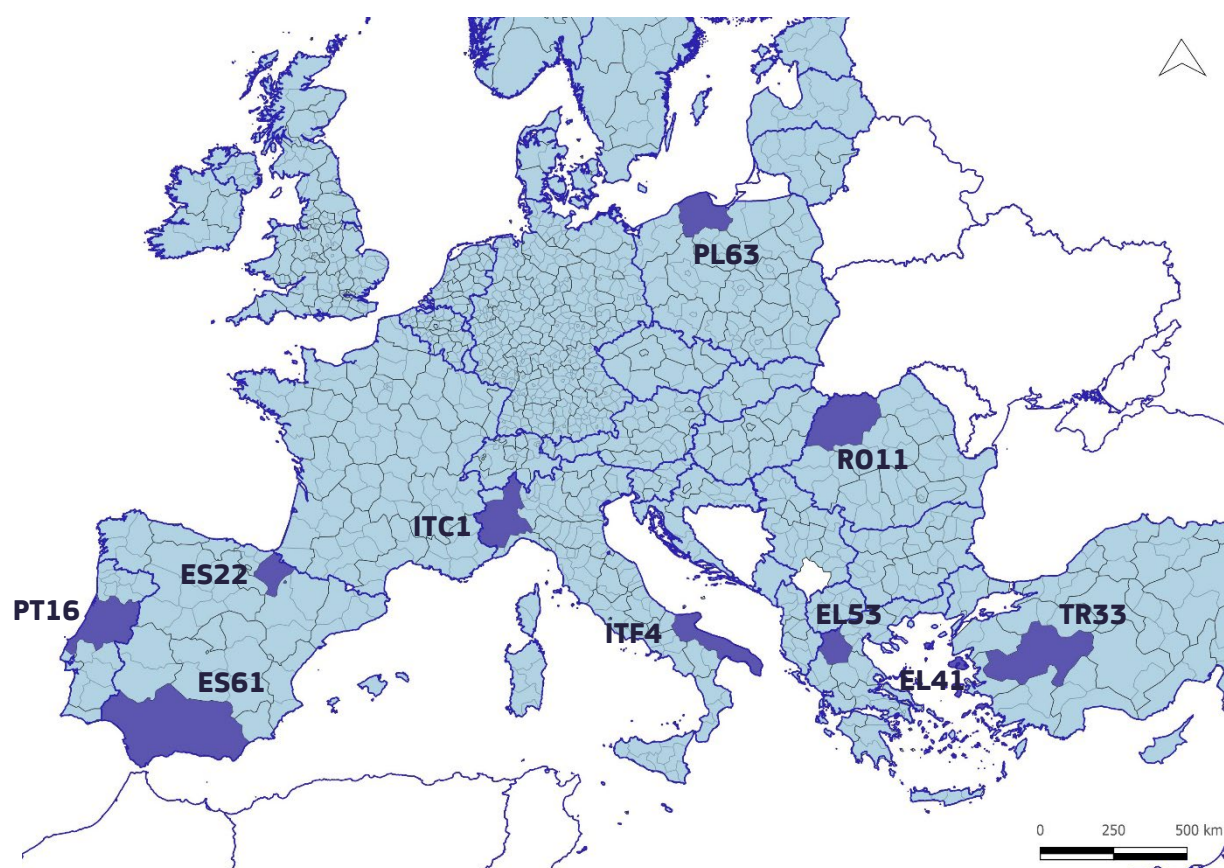 PL63
RO11
ITC1
ES22
PT16
ITF4
EL53
TR33
EL41
ES61
0 250 500 km